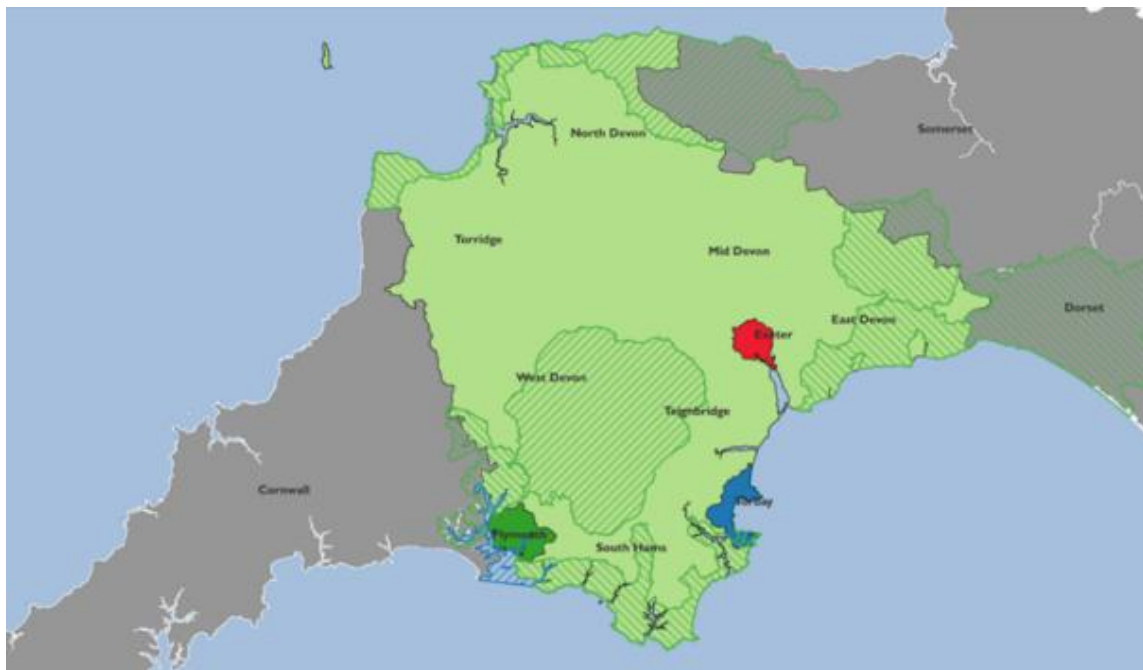 North Devon
Somerset
Torridge
Mid Devon
Dorset
East Devon
Exeter
West Devon
Teignbridge
Cornwall
Torbay
Plymouth
South Hams